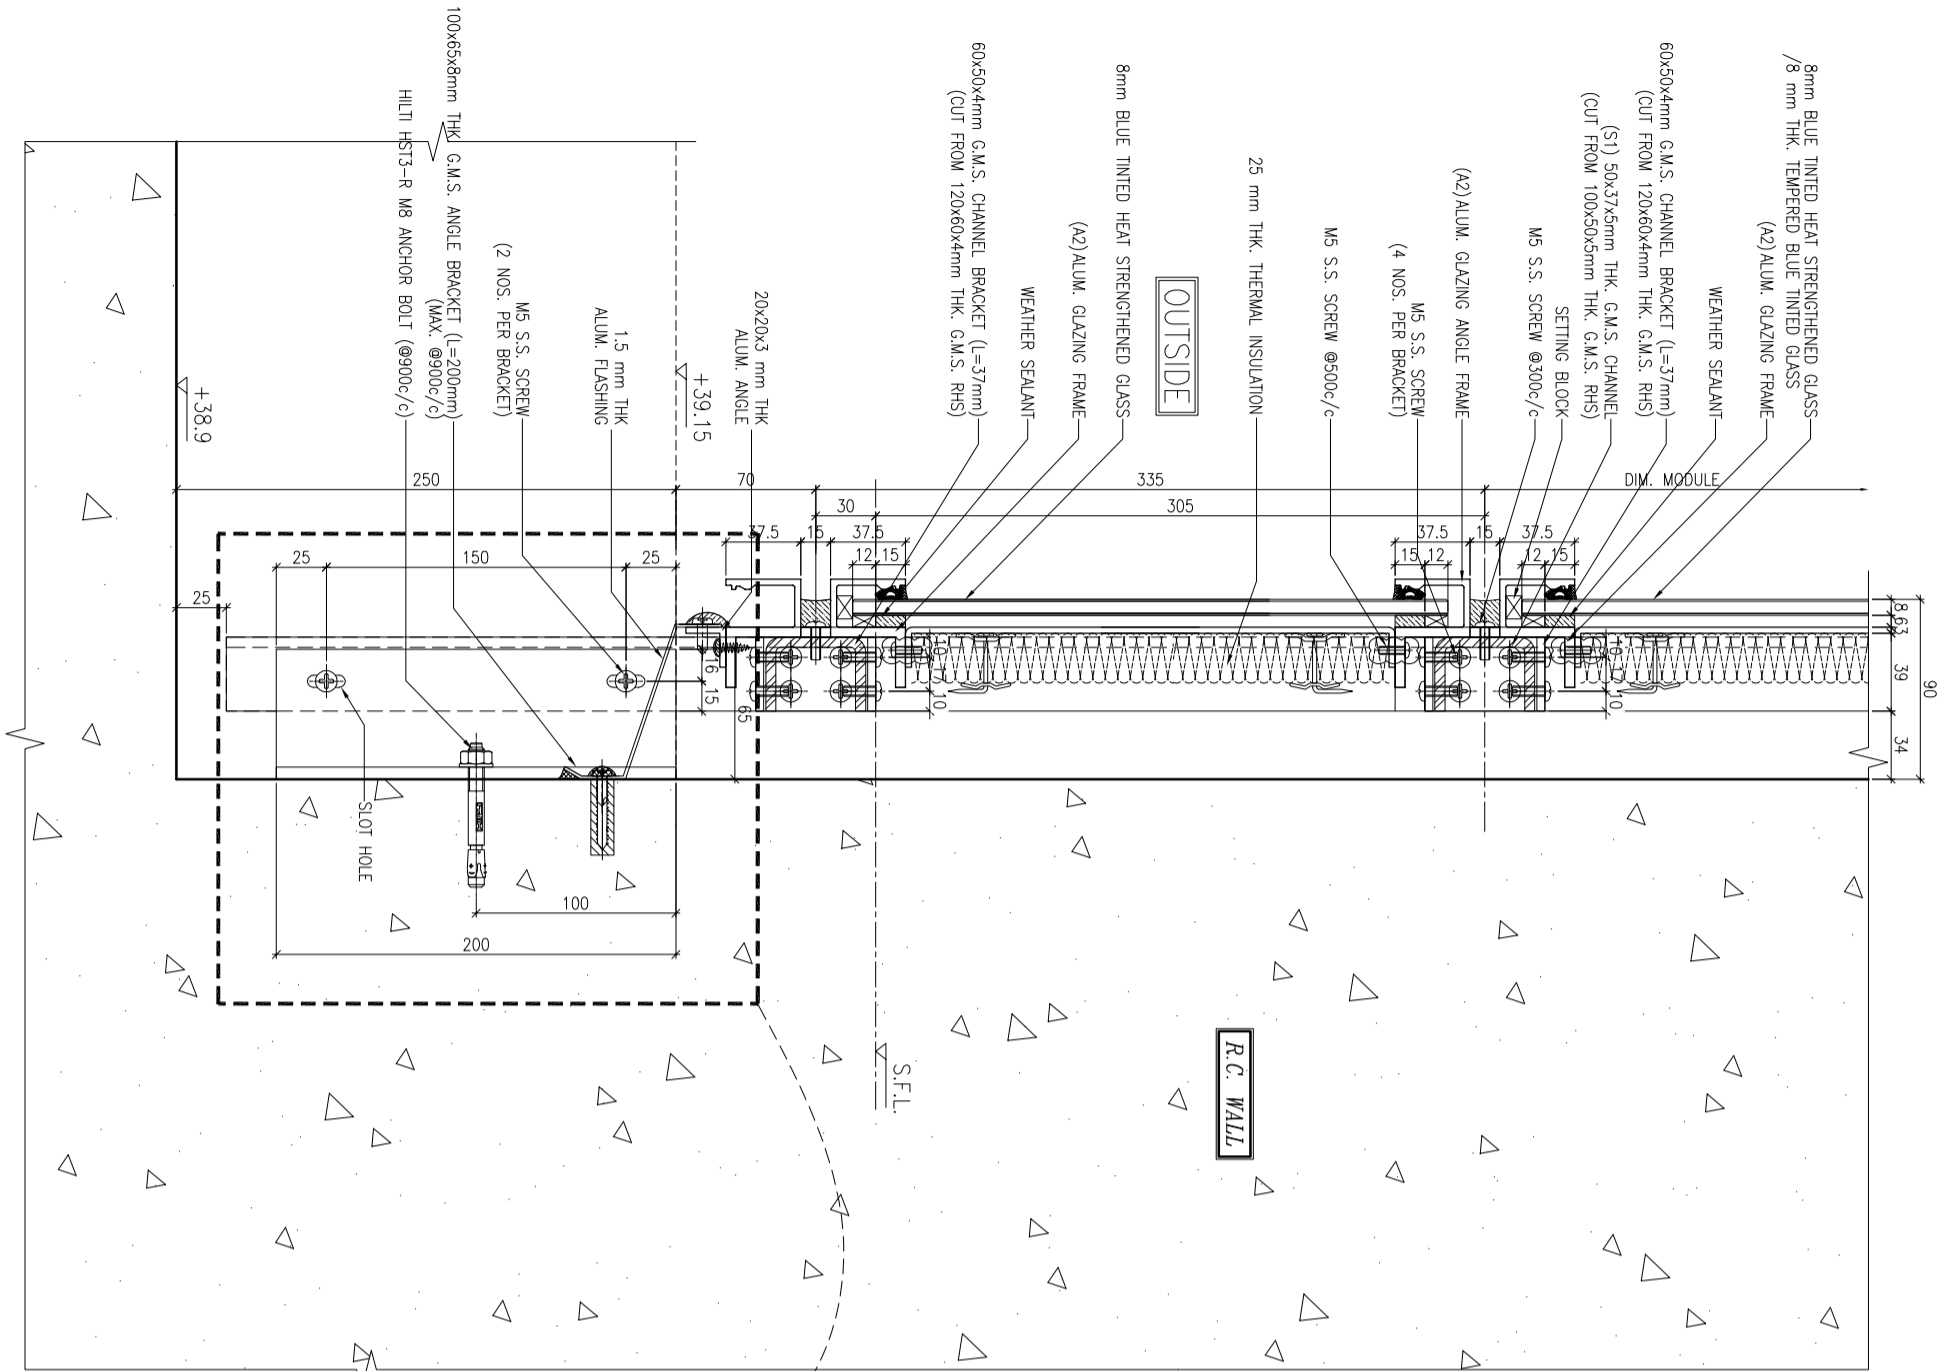 8mm BLUE TINTED HEAT STRENGTHENED GLASS
/8 mm THK. TEMPERED BLUE TINTED GLASS
(A2)ALUM. GLAZING FRAME
WEATHER SEALANT
60x50x4mm G.M.S. CHANNEL BRACKET (L=37mm)
(CUT FROM 120x60x4mm THK. G.M.S. RHS)
(S1) 50x37x5mm THK. G.M.S. CHANNEL
(CUT FROM 100x50x5mm THK. G.M.S. RHS)
SETTING BLOCK
M5 S.S. SCREW @300c/c
(A2)ALUM. GLAZING ANGLE FRAME
M5 S.S. SCREW
(4 NOS. PER BRACKET)
M5 S.S. SCREW @500c/c
25 mm THK. THERMAL INSULATION
OUTSIDE
8mm BLUE TINTED HEAT STRENGTHENED GLASS
(A2)ALUM. GLAZING FRAME
WEATHER SEALANT
60x50x4mm G.M.S. CHANNEL BRACKET (L=37mm)
(CUT FROM 120x60x4mm THK. G.M.S. RHS)
20x20x3 mm THK
ALUM. ANGLE
+39.15
1.5 mm THK
ALUM. FLASHING
M5 S.S. SCREW
(2 NOS. PER BRACKET)
100x65x8mm THK. G.M.S. ANGLE BRACKET (L=200mm)
(MAX. @900c/c)
HILTI HST3-R M8 ANCHOR BOLT (@900c/c)
+38.9
DIM. MODULE
335
70
250
305
30
37.5
15
37.5
12
15
37.5
15
37.5
15
12
12
15
25
150
25
25
8
6
3
39
34
90
10
17
10
10
17
10
16
15
65
SLOT HOLE
100
200
S.F.L.
R.C. WALL